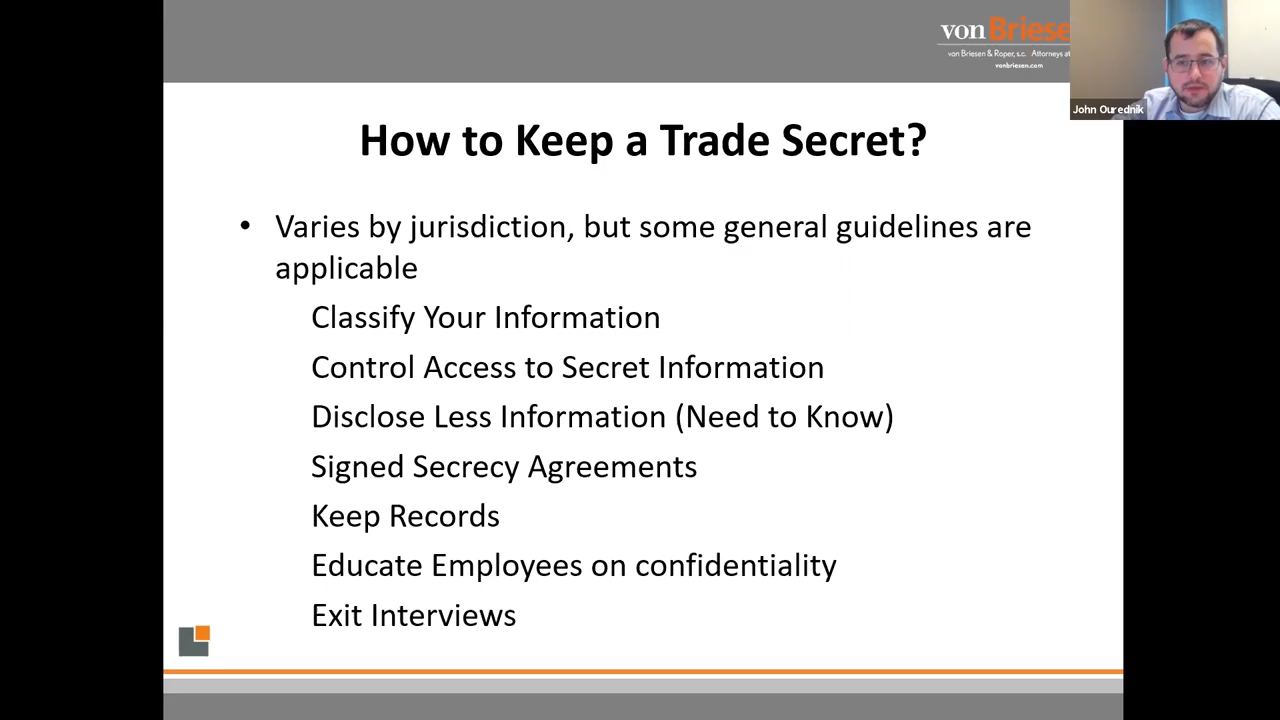 von Briese
von Briesen & Roper, s.c. Attorneys at
vonbriesen.com
John Ourednik
How to Keep a Trade Secret?
• Varies by jurisdiction, but some general guidelines are
applicable
Classify Your Information
Control Access to Secret Information
Disclose Less Information (Need to Know)
Signed Secrecy Agreements
Keep Records
Educate Employees on confidentiality
Exit Interviews